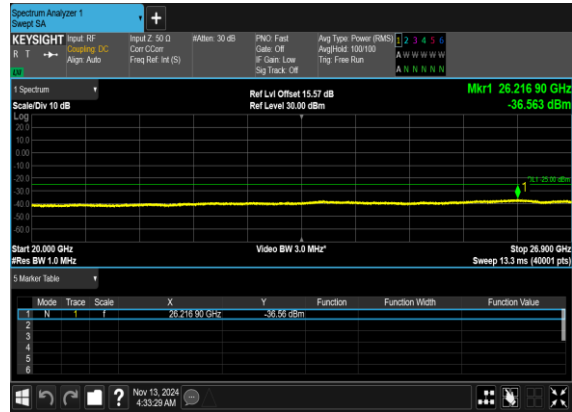 Spectrum Analyzer 1
Swept SA
+
KEYSIGHT Input: RF Input Z: 50 Ω #Atten: 30 dB PNO: Fast Avg Type: Power (RMS) 1 2 3 4 5 6
R T Coupling: DC Corr CCorr Gate: Off Avg|Hold: 100/100 A W W W W W
Align: Auto Freq Ref: Int (S) IF Gain: Low Trig: Free Run
Sig Track: Off A N N N N N
1 Spectrum Ref Lvl Offset 15.57 dB Mkr1 26.216 90 GHz
Scale/Div 10 dB Ref Level 30.00 dBm -36.563 dBm
Log
20.0
10.0
0.00
-10.0
-20.0
DL1 -25.00 dBm
1
-30.0
-40.0
-50.0
-60.0
Start 20.000 GHz Video BW 3.0 MHz* Stop 26.900 GHz
#Res BW 1.0 MHz Sweep 13.3 ms (40001 pts)
5 Marker Table
Mode Trace Scale X Y Function Function Width Function Value
1 N 1 f 26.216 90 GHz -36.56 dBm
2
3
4
5
6
? Nov 13, 2024
4:33:29 AM